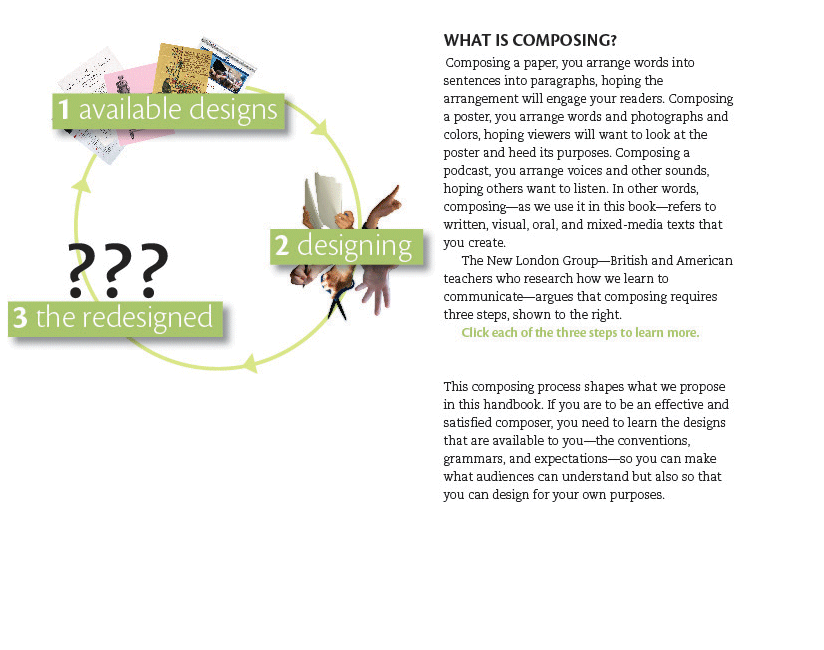 1 available designs
2 designing
???
3 the redesigned
WHAT IS COMPOSING?
Composing a paper, you arrange words into
sentences into paragraphs, hoping the
arrangement will engage your readers. Composing
a poster, you arrange words and photographs and
colors, hoping viewers will want to look at the
poster and heed its purposes. Composing a
podcast, you arrange voices and other sounds,
hoping others want to listen. In other words,
composing—as we use it in this book—refers to
written, visual, oral, and mixed-media texts that
you create.
The New London Group—British and American
teachers who research how we learn to
communicate—argues that composing requires
three steps, shown to the right.
Click each of the three steps to learn more.
This composing process shapes what we propose
in this handbook. If you are to be an effective and
satisfied composer, you need to learn the designs
that are available to you—the conventions,
grammars, and expectations—so you can make
what audiences can understand but also so that
you can design for your own purposes.